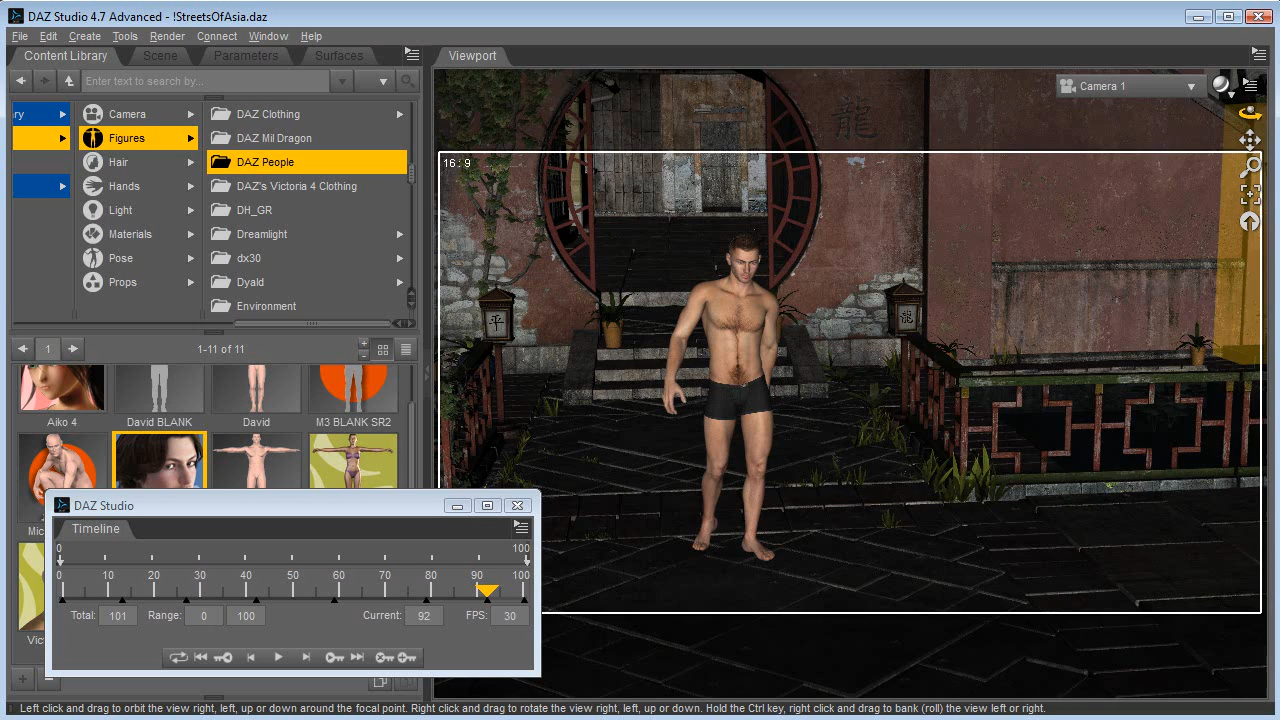 DAZ Studio 4.7 Advanced - !StreetsOfAsia.daz
File Edit Create Tools Render Connect Window Help
Content Library Scene Parameters Surfaces
Viewport
Enter text to search by...
Camera 1
ry
Camera
Figures
Hair
Hands
Light
Materials
Pose
Props
DAZ Clothing
DAZ Mil Dragon
DAZ People
DAZ's Victoria 4 Clothing
DH_GR
Dreamlight
dx30
Dyald
Environment
龍
16: 9
平
1
1-11 of 11
Aiko 4
David BLANK
David
M3 BLANK SR2
Mic
Vic
DAZ Studio
Timeline
0 100
0 10 20 30 40 50 60 70 80 90 100
Total: 101 Range: 0 100 Current: 92 FPS: 30
Left click and drag to orbit the view right, left, up or down around the focal point. Right click and drag to rotate the view right, left, up or down. Hold the Ctrl key, right click and drag to bank (roll) the view left or right.